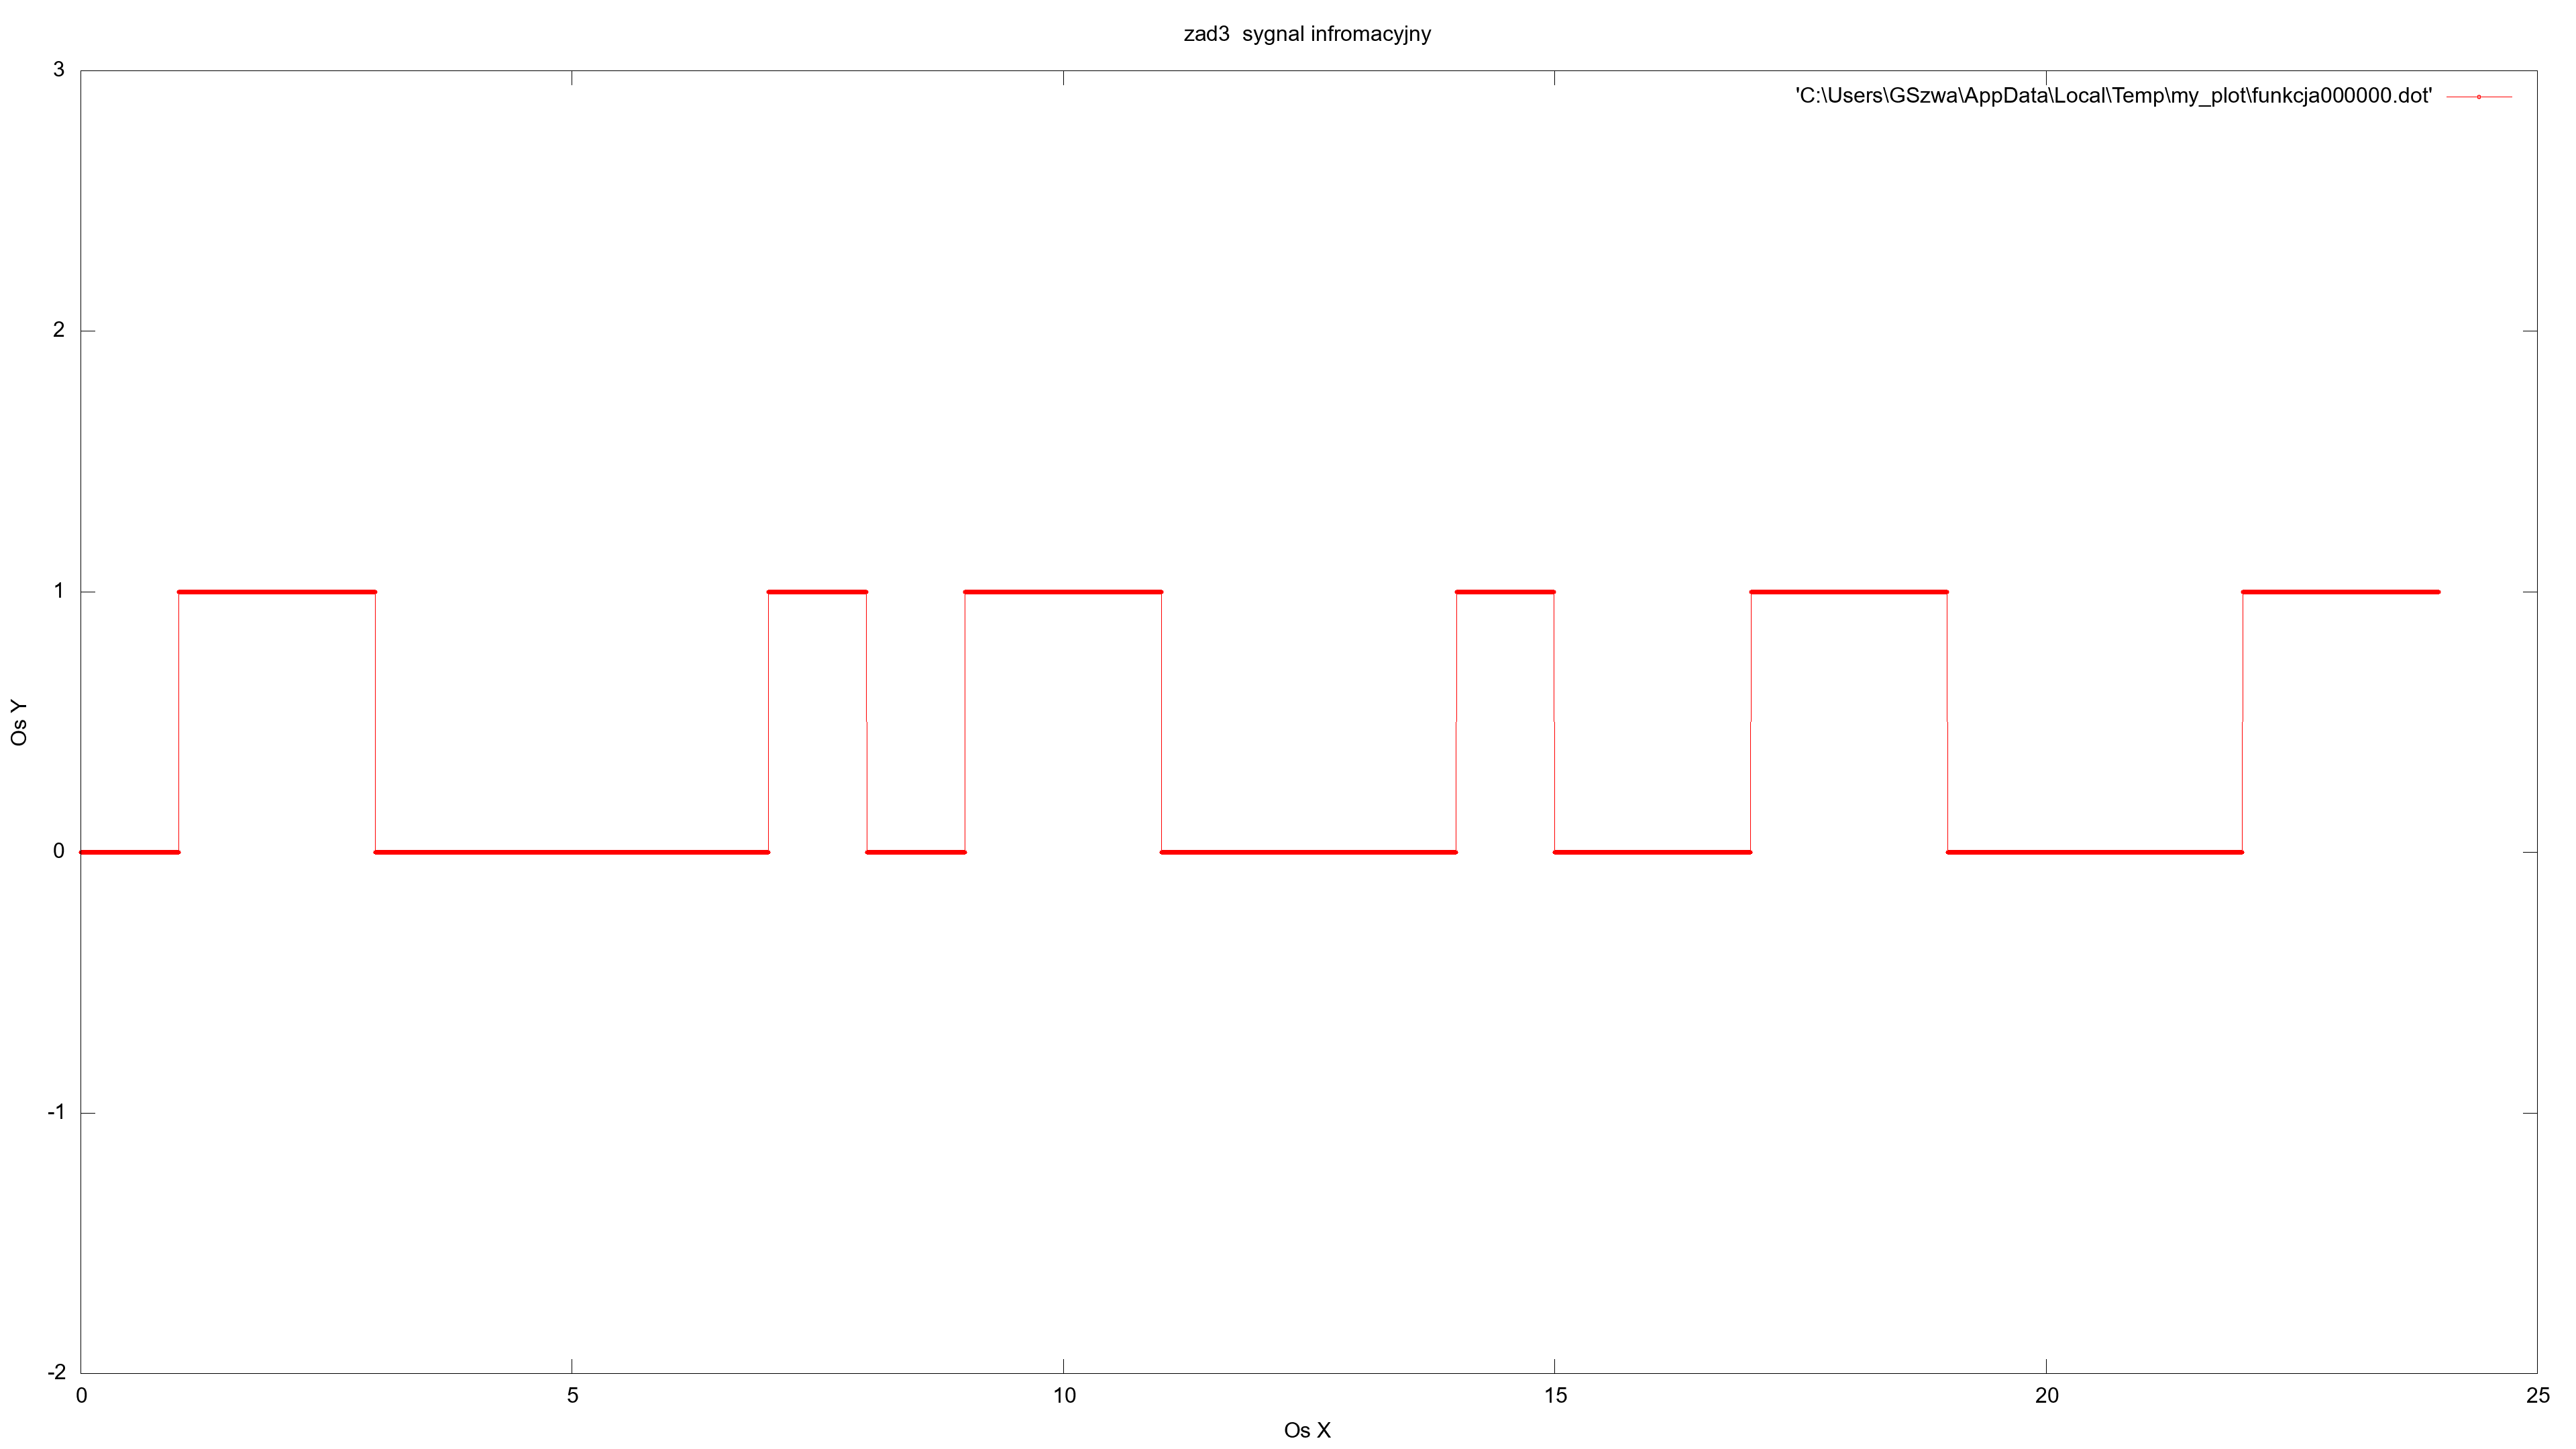 zad3  sygnal infromacyjny
'C:\Users\GSzwa\AppData\Local\Temp\my_plot\funkcja000000.dot'
3
2
1
0
-1
-2
Os Y
0 5 10 15 20 25
Os X